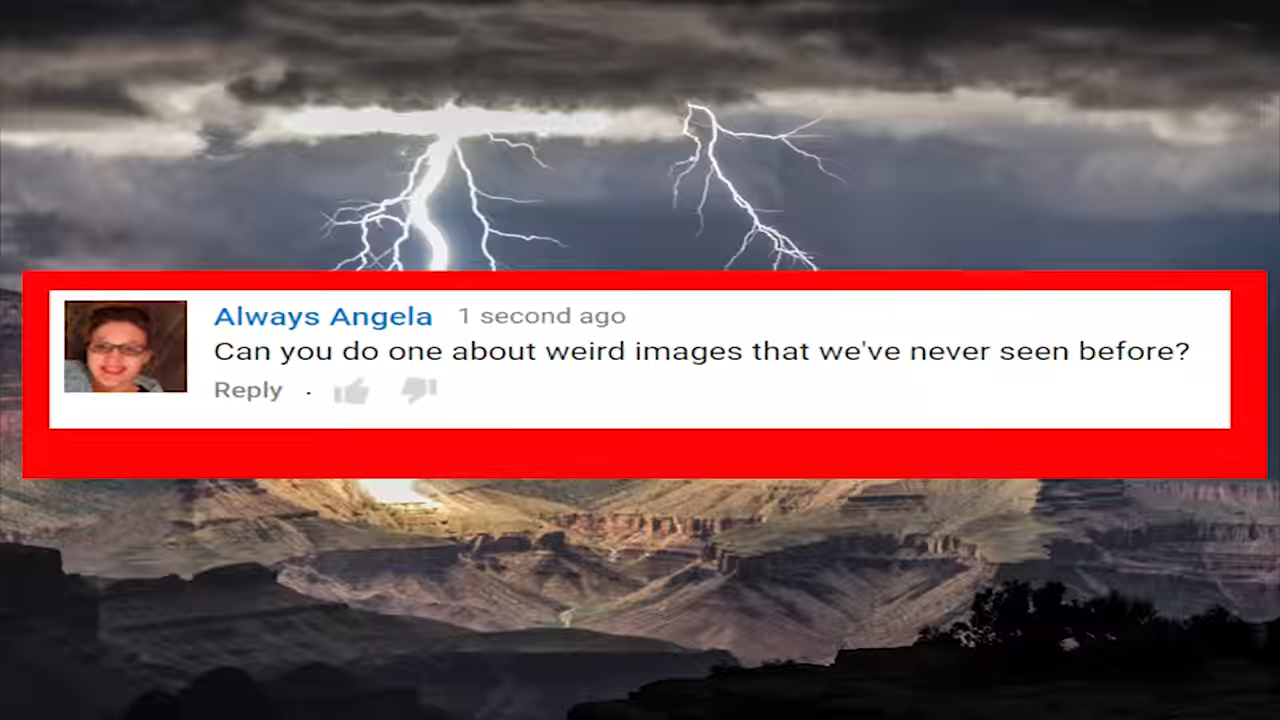 Always Angela 1 second ago
Can you do one about weird images that we've never seen before?
Reply .